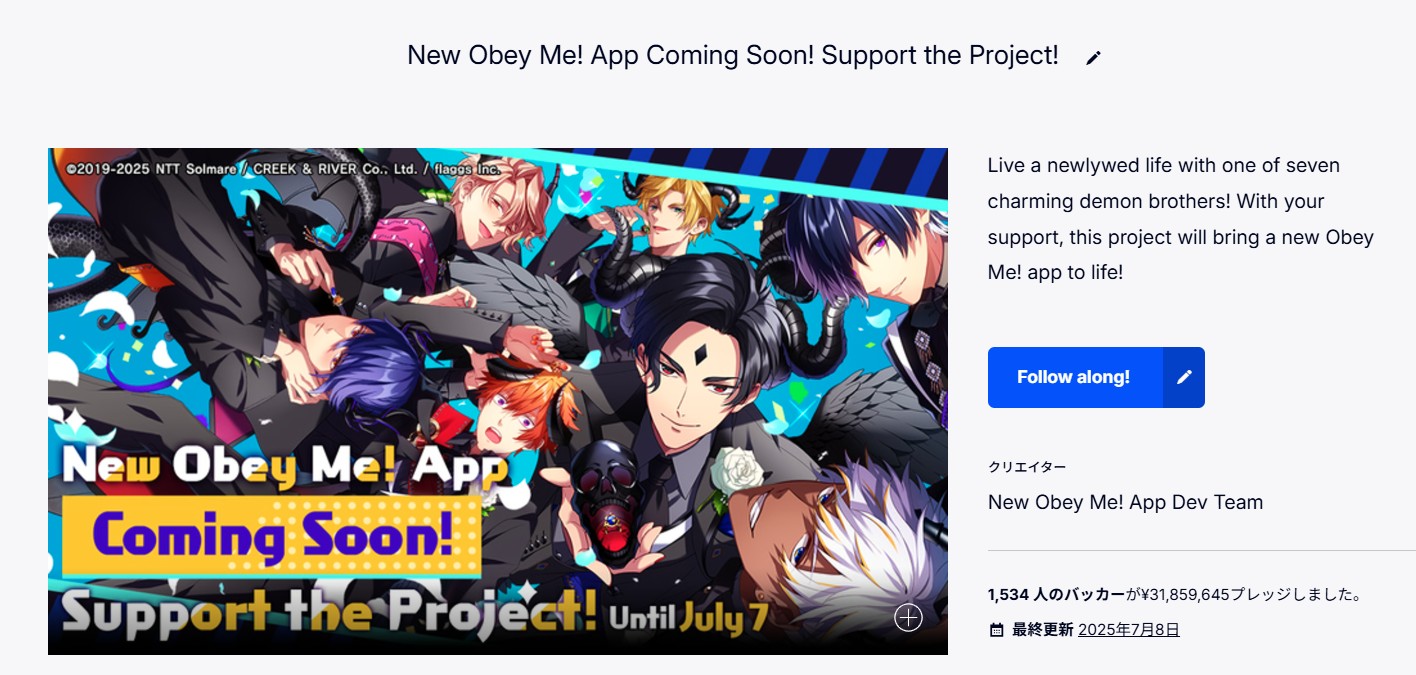 New Obey Me! App Coming Soon! Support the Project!
©2019-2025 NTT Solmare / CREEK & RIVER Co., Ltd. / flaggs Inc.
New Obey Me! App
Coming Soon!
Support the Project! Until July 7
Live a newlywed life with one of seven
charming demon brothers! With your
support, this project will bring a new Obey
Me! app to life!
Follow along!
クリエイター
New Obey Me! App Dev Team
1,534 人のバッカーが¥31,859,645プレッジしました。
最終更新 2025年7月8日